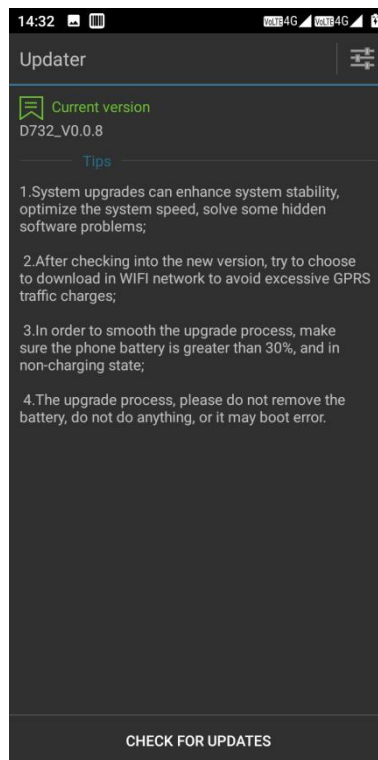 14:32 VoLTE 4G VoLTE 4G
Updater
Current version
D732_V0.0.8
Tips
1.System upgrades can enhance system stability,
optimize the system speed, solve some hidden
software problems;
2.After checking into the new version, try to choose
to download in WIFI network to avoid excessive GPRS
traffic charges;
3.In order to smooth the upgrade process, make
sure the phone battery is greater than 30%, and in
non-charging state;
4.The upgrade process, please do not remove the
battery, do not do anything, or it may boot error.
CHECK FOR UPDATES